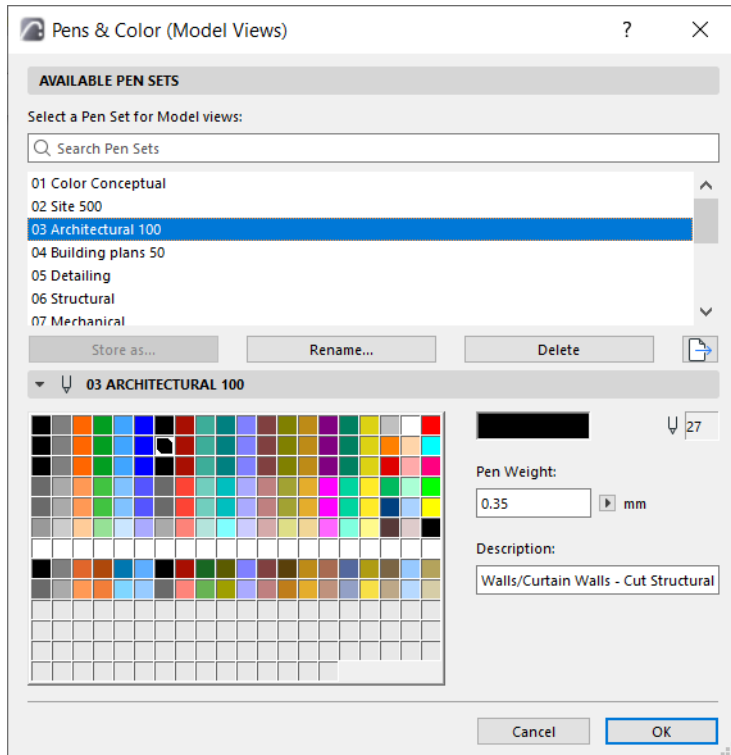 Pens & Color (Model Views)
?
AVAILABLE PEN SETS
Select a Pen Set for Model views:
Search Pen Sets
01 Color Conceptual
02 Site 500
03 Architectural 100
04 Building plans 50
05 Detailing
06 Structural
07 Mechanical
Store as...
Rename...
Delete
03 ARCHITECTURAL 100
27
Pen Weight:
0.35
mm
Description:
Walls/Curtain Walls - Cut Structural
Cancel
OK